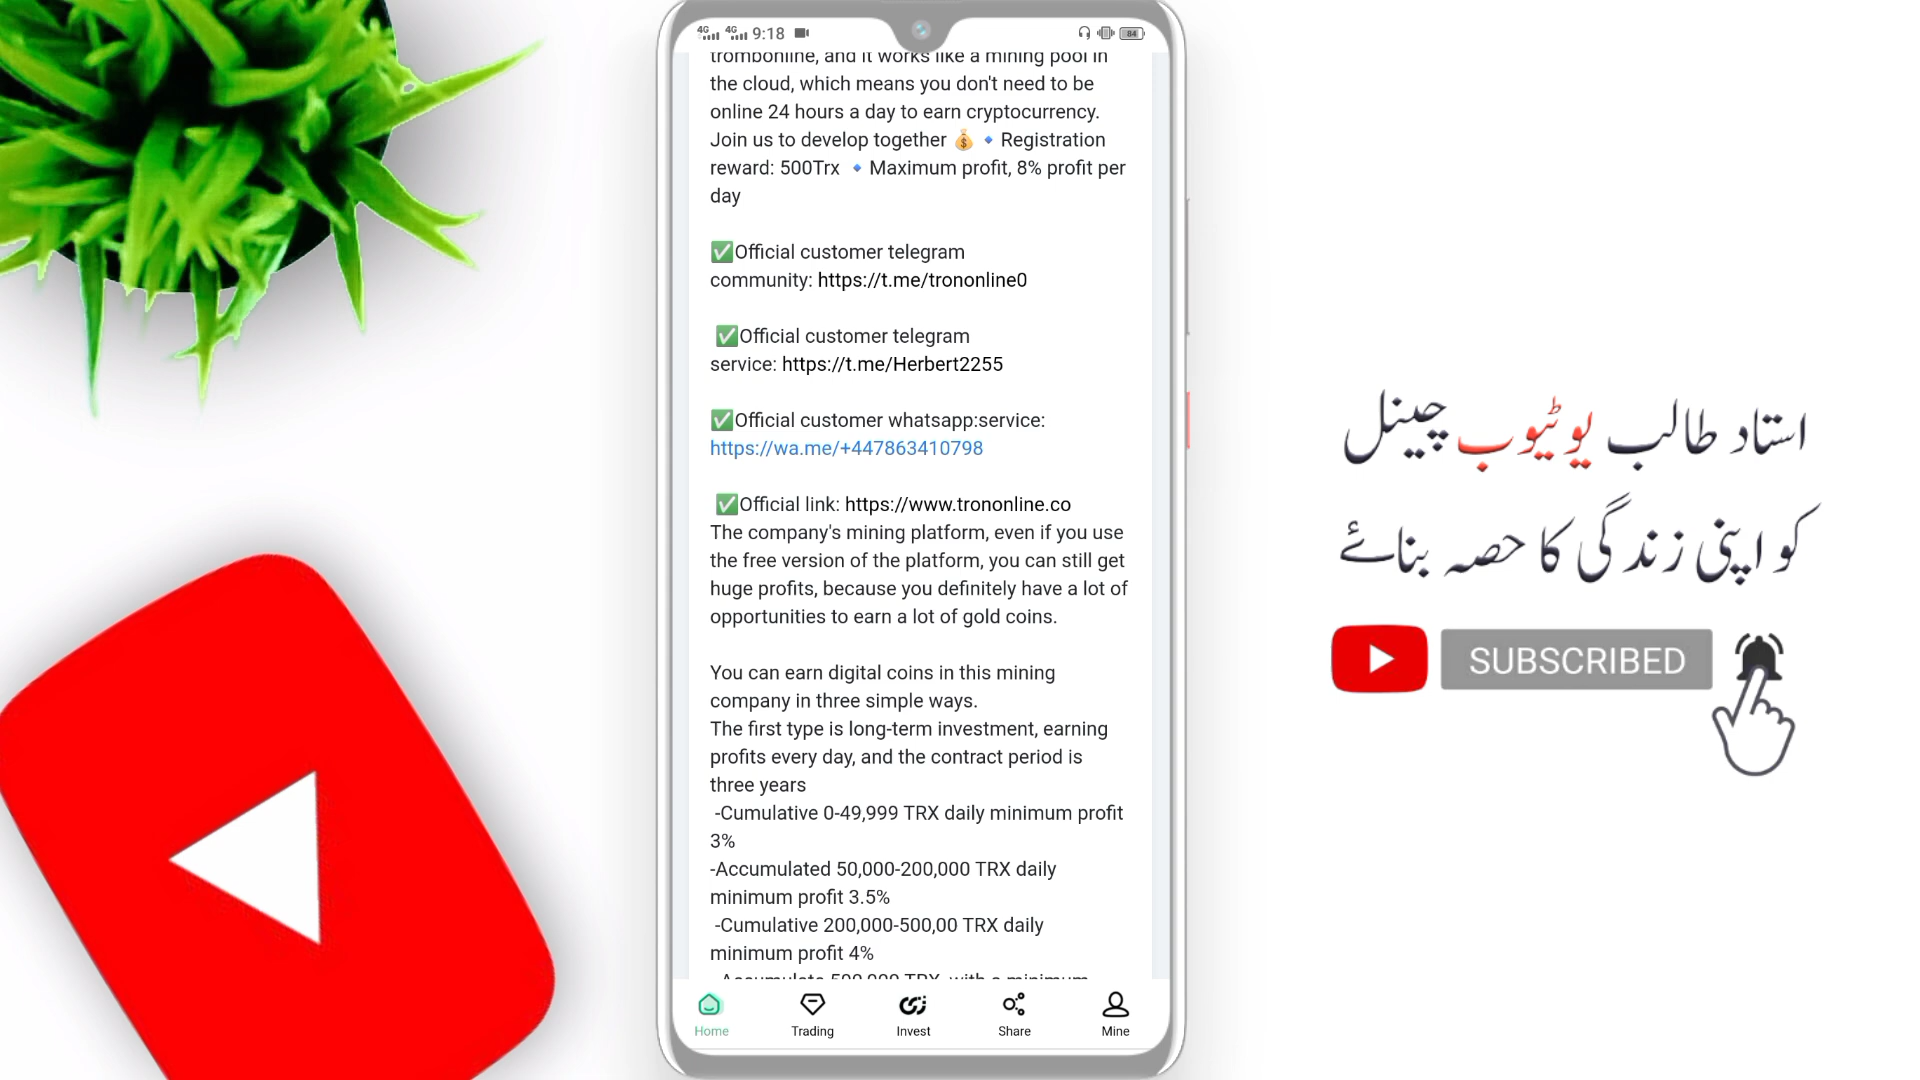 9:18
84
trombonline, and it works like a mining pool in
the cloud, which means you don't need to be
online 24 hours a day to earn cryptocurrency.
Join us to develop together 💰 🔹Registration
reward: 500Trx 🔹Maximum profit, 8% profit per
day
✅Official customer telegram
community: https://t.me/trononline0
✅Official customer telegram
service: https://t.me/Herbert2255
✅Official customer whatsapp:service:
https://wa.me/+447863410798
✅Official link: https://www.trononline.co
The company's mining platform, even if you use
the free version of the platform, you can still get
huge profits, because you definitely have a lot of
opportunities to earn a lot of gold coins.
You can earn digital coins in this mining
company in three simple ways.
The first type is long-term investment, earning
profits every day, and the contract period is
three years
-Cumulative 0-49,999 TRX daily minimum profit
3%
-Accumulated 50,000-200,000 TRX daily
minimum profit 3.5%
-Cumulative 200,000-500,00 TRX daily
minimum profit 4%
-Accumulate 500,000 TRX, with a minimum
Home Trading Invest Share Mine
استاد طالب یوٹیوب چینل
کو اپنی زندگی کا حصہ بنائے
SUBSCRIBED